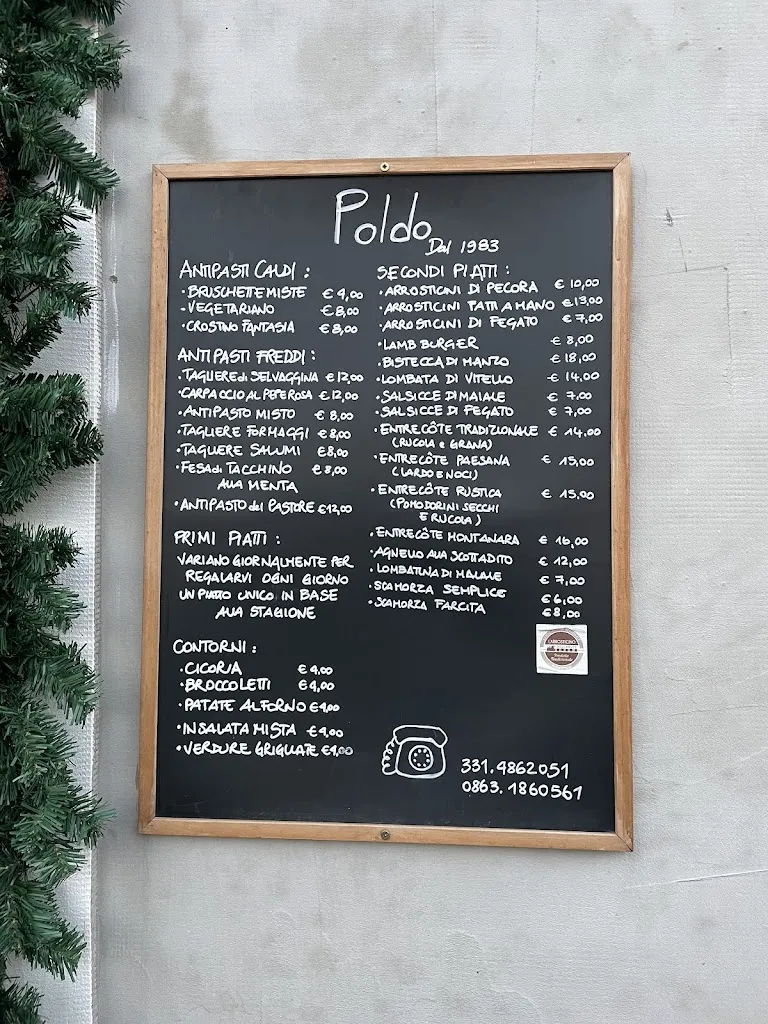 Poldo
Dal 1983
ANTIPASTI CALDI :
· BRUSCHETTE MISTE € 4,00
- VEGETARIANO € 8,00
· CROSTINO FANTASIA € 8,00
ANTIPASTI FREDDI :
· TAGLIERE di SELVAGGINA € 12,00
· CARPACCIO AL PEPE ROSA € 12,00
· ANTIPASTO MISTO € 8,00
· TAGLIERE FORMAGGI € 8,00
· TAGLIERE SALUMI € 8,00
· FESA di TACCHINO € 8,00
ALLA MENTA
· ANTIPASTO del PASTORE € 12,00
PRIMI PIATTI :
VARIANO GIORNALMENTE PER
REGALARVI OGNI GIORNO
UN PIATTO UNICO IN BASE
ALLA STAGIONE
CONTORNI :
· CICORIA € 4,00
· BROCCOLETTI € 4,00
· PATATE AL FORNO € 4,00
· INSALATA MISTA € 4,00
· VERDURE GRIGLIATE € 4,00
SECONDI PIATTI :
· ARROSTICINI DI PECORA € 10,00
· ARROSTICINI FATTI A MANO € 13,00
· ARROSTICINI DI FEGATO € 7,00
· LAMB BURGER € 8,00
· BISTECCA DI MANZO € 18,00
· LOMBATA DI VITELLO € 14,00
· SALSICCE DI MAIALE € 7,00
· SALSICCE DI FEGATO € 7,00
· ENTRECÔTE TRADIZIONALE € 14,00
(RUCOLA e GRANA)
· ENTRECÔTE PAESANA € 15,00
(LARDO E NOCI)
· ENTRECÔTE RUSTICA € 15,00
(POMODORINI SECCHI
E RUCOLA)
· ENTRECÔTE MONTANARA € 16,00
· AGNELLO ALLA SCOTTADITO € 12,00
· LOMBATINA DI MAIALE € 7,00
· SCAMORZA SEMPLICE € 6,00
· SCAMORZA FARCITA € 8,00
331.4862051
0863.1860561